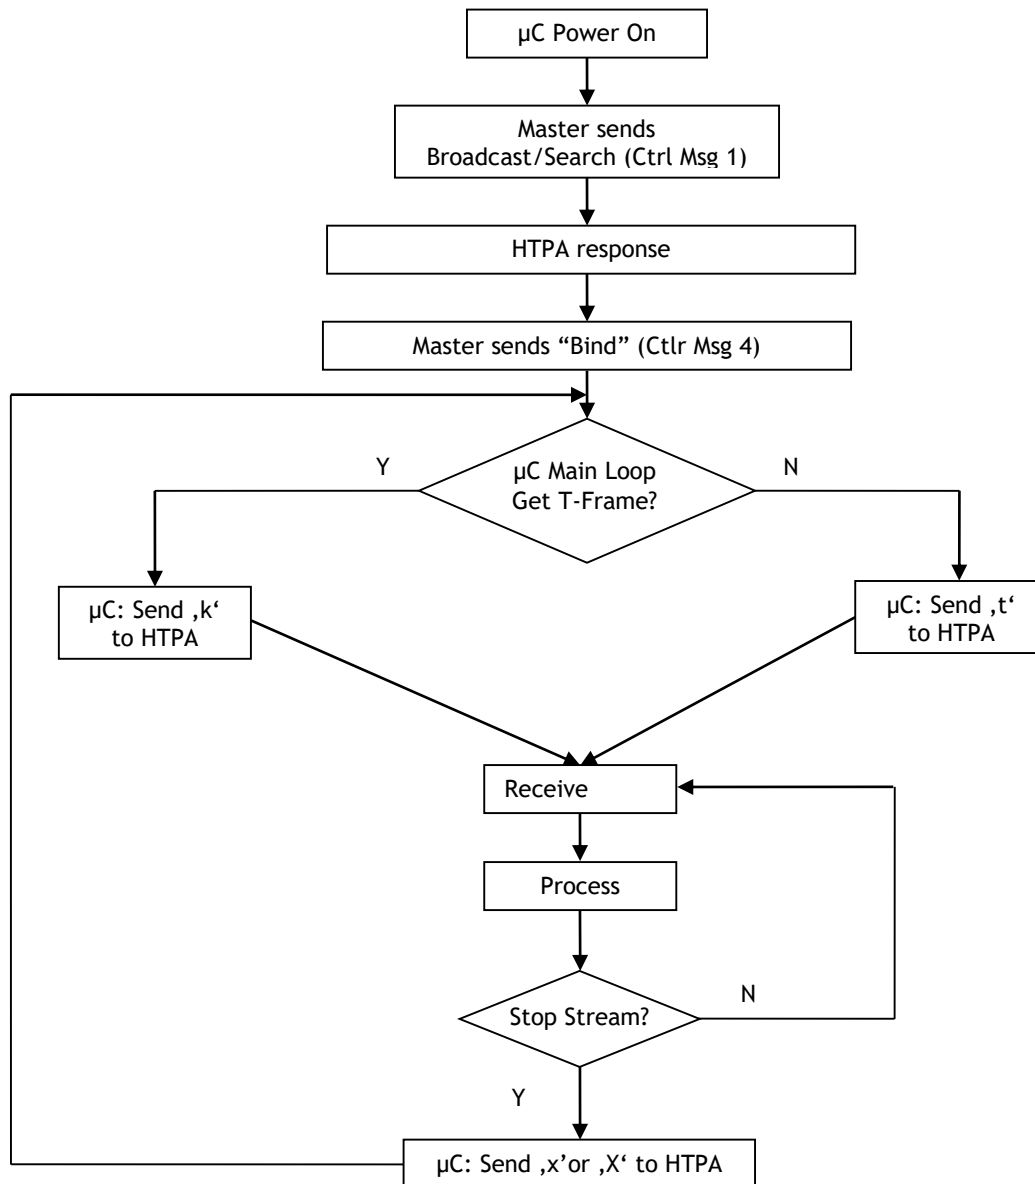 µC Power On
Master sends
Broadcast/Search (Ctrl Msg 1)
HTPA response
Master sends “Bind” (Ctlr Msg 4)
Y
N
µC Main Loop
Get T-Frame?
µC: Send ‚k‘
to HTPA
µC: Send ‚t‘
to HTPA
Receive
Process
Stop Stream?
N
Y
µC: Send ‚x’or ‚X‘ to HTPA